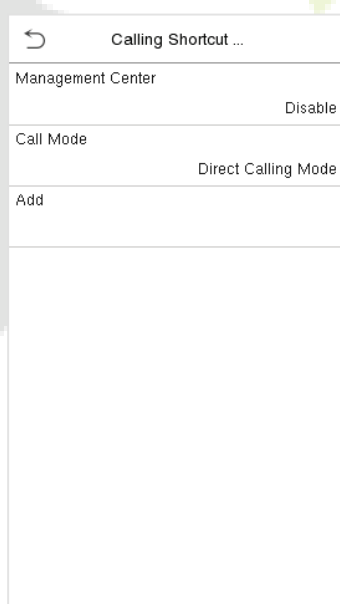 Calling Shortcut ...
Management Center
Disable
Call Mode
Direct Calling Mode
Add